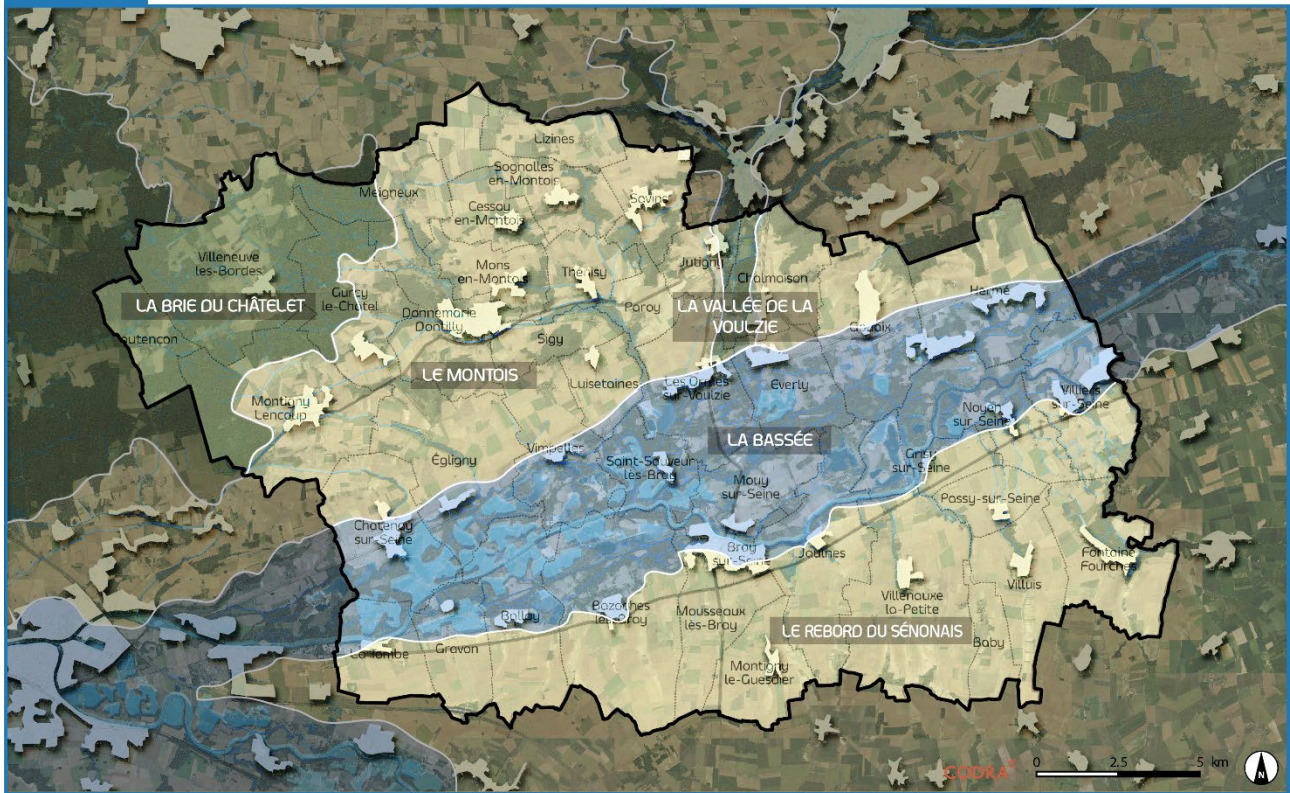 Lizines
Sognolles
en-Montois
Meigneux
Savins
Cessoy
en-Montois
Villeneuve
les-Bordes
Mons
en-Montois
Thénisy
Jutigny
Chalmaison
LA BRIE DU CHÂTELET
Gurcy
le-Châtel
Donnemarie
Dontilly
Paroy
LA VALLÉE DE LA
VOULZIE
Hermé
Gouaix
outençon
Sigy
LE MONTOIS
Luisetaines
Les Ormes
sur-Voulzie
Everly
Montigny
Lencoup
Villiers
sur-Seine
Noyen
sur-Seine
LA BASSÉE
Vimpelles
Égligny
Saint-Sauveur
lès-Bray
Grisy
sur-Seine
Mouy
sur-Seine
Passy-sur-Seine
Chatenay
sur-Seine
Bray
sur-Seine
Jaulnes
Fontaine
Fourches
Villuis
Villenauxe
la-Petite
Balloy
Bazoches
lès-Bray
Mousseaux
lès-Bray
LE REBORD DU SÉNONAIS
Gravon
Baby
Montigny
le-Guesdier
CODRA
0 2.5 5 km
N